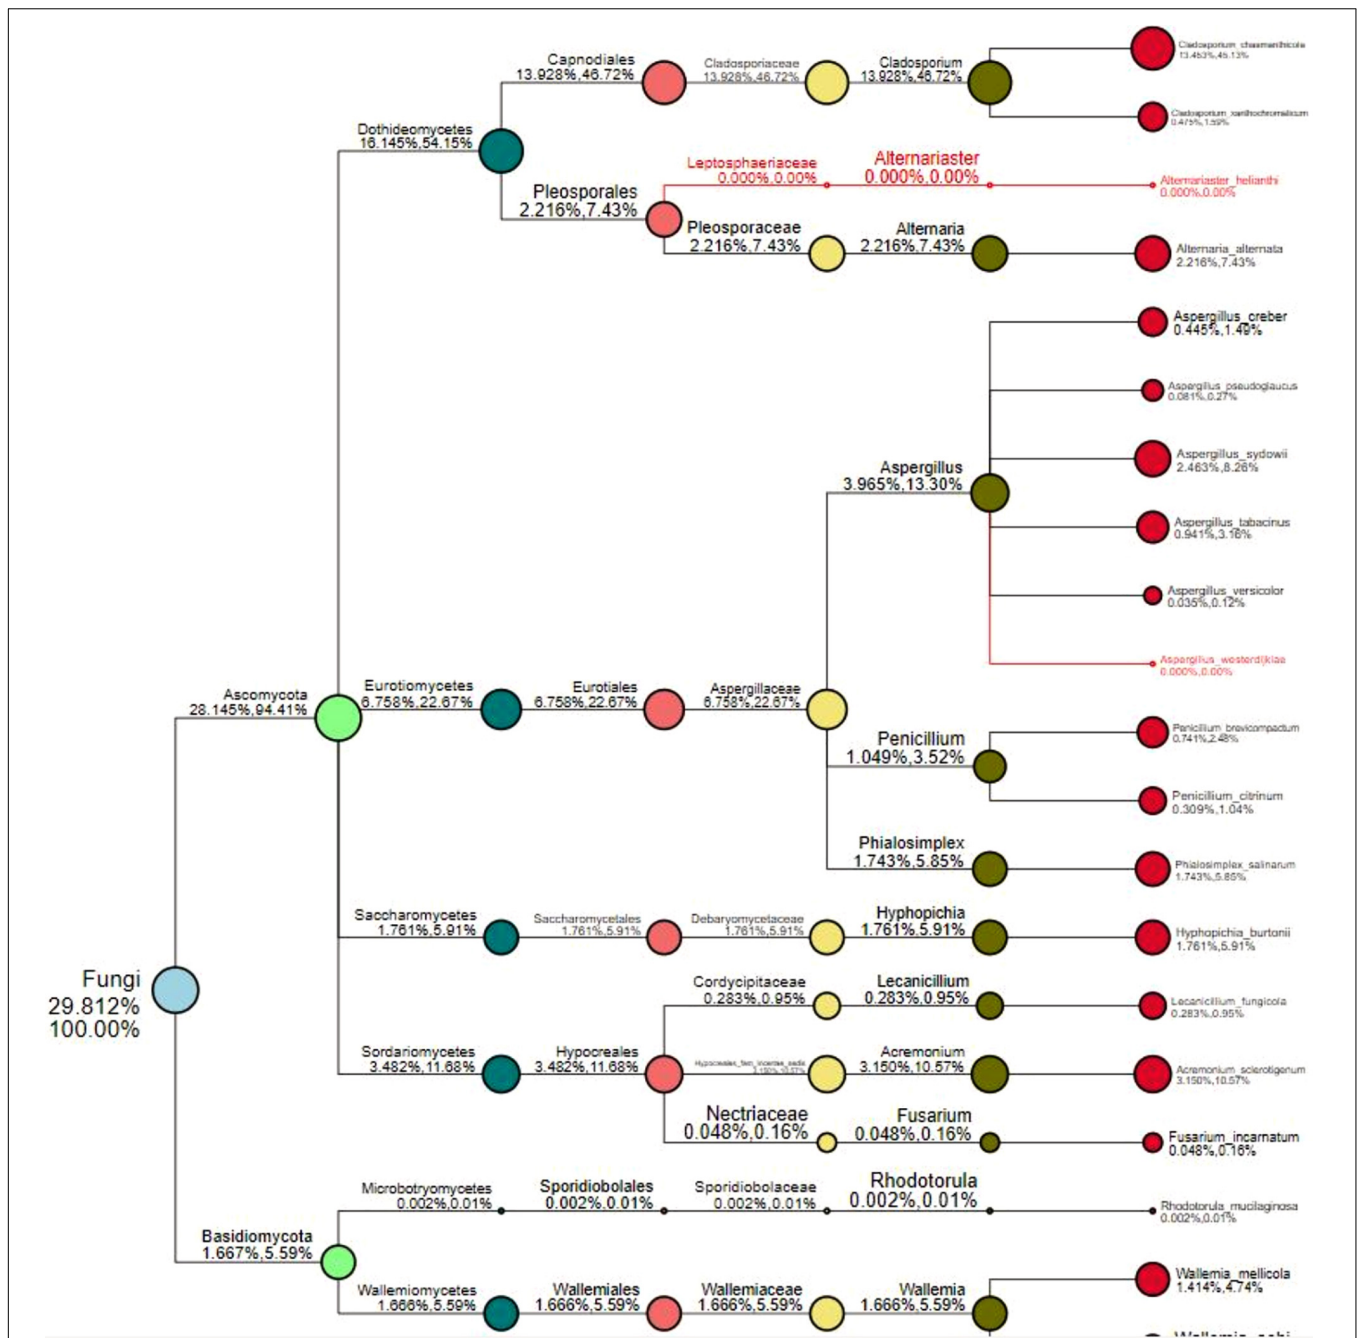 Cladosporium_chasmanthicola
13.453%,45.13%
Capnodiales
13.928%,46.72%
Cladosporiaceae
13.928%,46.72%
Cladosporium
13.928%,46.72%
Cladosporium_xanthochromaticum
0.475%,1.59%
Dothideomycetes
16.145%,54.15%
Leptosphaeriaceae
0.000%,0.00%
Alternariaster
0.000%,0.00%
Alternariaster_helianthi
0.000%,0.00%
Pleosporales
2.216%,7.43%
Pleosporaceae
2.216%,7.43%
Alternaria
2.216%,7.43%
Alternaria_alternata
2.216%,7.43%
Aspergillus_creber
0.445%,1.49%
Aspergillus_pseudoglaucus
0.081%,0.27%
Aspergillus_sydowii
2.463%,8.26%
Aspergillus
3.965%,13.30%
Aspergillus_tabacinus
0.941%,3.16%
Aspergillus_versicolor
0.035%,0.12%
Aspergillus_westerdijkiae
0.000%,0.00%
Ascomycota
28.145%,94.41%
Eurotiomycetes
6.758%,22.67%
Eurotiales
6.758%,22.67%
Aspergillaceae
6.758%,22.67%
Penicillium_brevicompactum
0.741%,2.48%
Penicillium
1.049%,3.52%
Penicillium_citrinum
0.309%,1.04%
Phialosimplex
1.743%,5.85%
Phialosimplex_salinarum
1.743%,5.85%
Saccharomycetes
1.761%,5.91%
Saccharomycetales
1.761%,5.91%
Debaryomycetaceae
1.761%,5.91%
Hyphopichia
1.761%,5.91%
Hyphopichia_burtonii
1.761%,5.91%
Fungi
29.812%
100.00%
Cordycipitaceae
0.283%,0.95%
Lecanicillium
0.283%,0.95%
Lecanicillium_fungicola
0.283%,0.95%
Sordariomycetes
3.482%,11.68%
Hypocreales
3.482%,11.68%
Hypocreales_fam_Incertae_sedis
3.150%,10.57%
Acremonium
3.150%,10.57%
Acremonium_sclerotigenum
3.150%,10.57%
Nectriaceae
0.048%,0.16%
Fusarium
0.048%,0.16%
Fusarium_incarnatum
0.048%,0.16%
Microbotryomycetes
0.002%,0.01%
Sporidiobolales
0.002%,0.01%
Sporidiobolaceae
0.002%,0.01%
Rhodotorula
0.002%,0.01%
Rhodotorula_mucilaginosa
0.002%,0.01%
Basidiomycota
1.667%,5.59%
Wallemiomycetes
1.666%,5.59%
Wallemiales
1.666%,5.59%
Wallemiaceae
1.666%,5.59%
Wallemia
1.666%,5.59%
Wallemia_mellicola
1.414%,4.74%